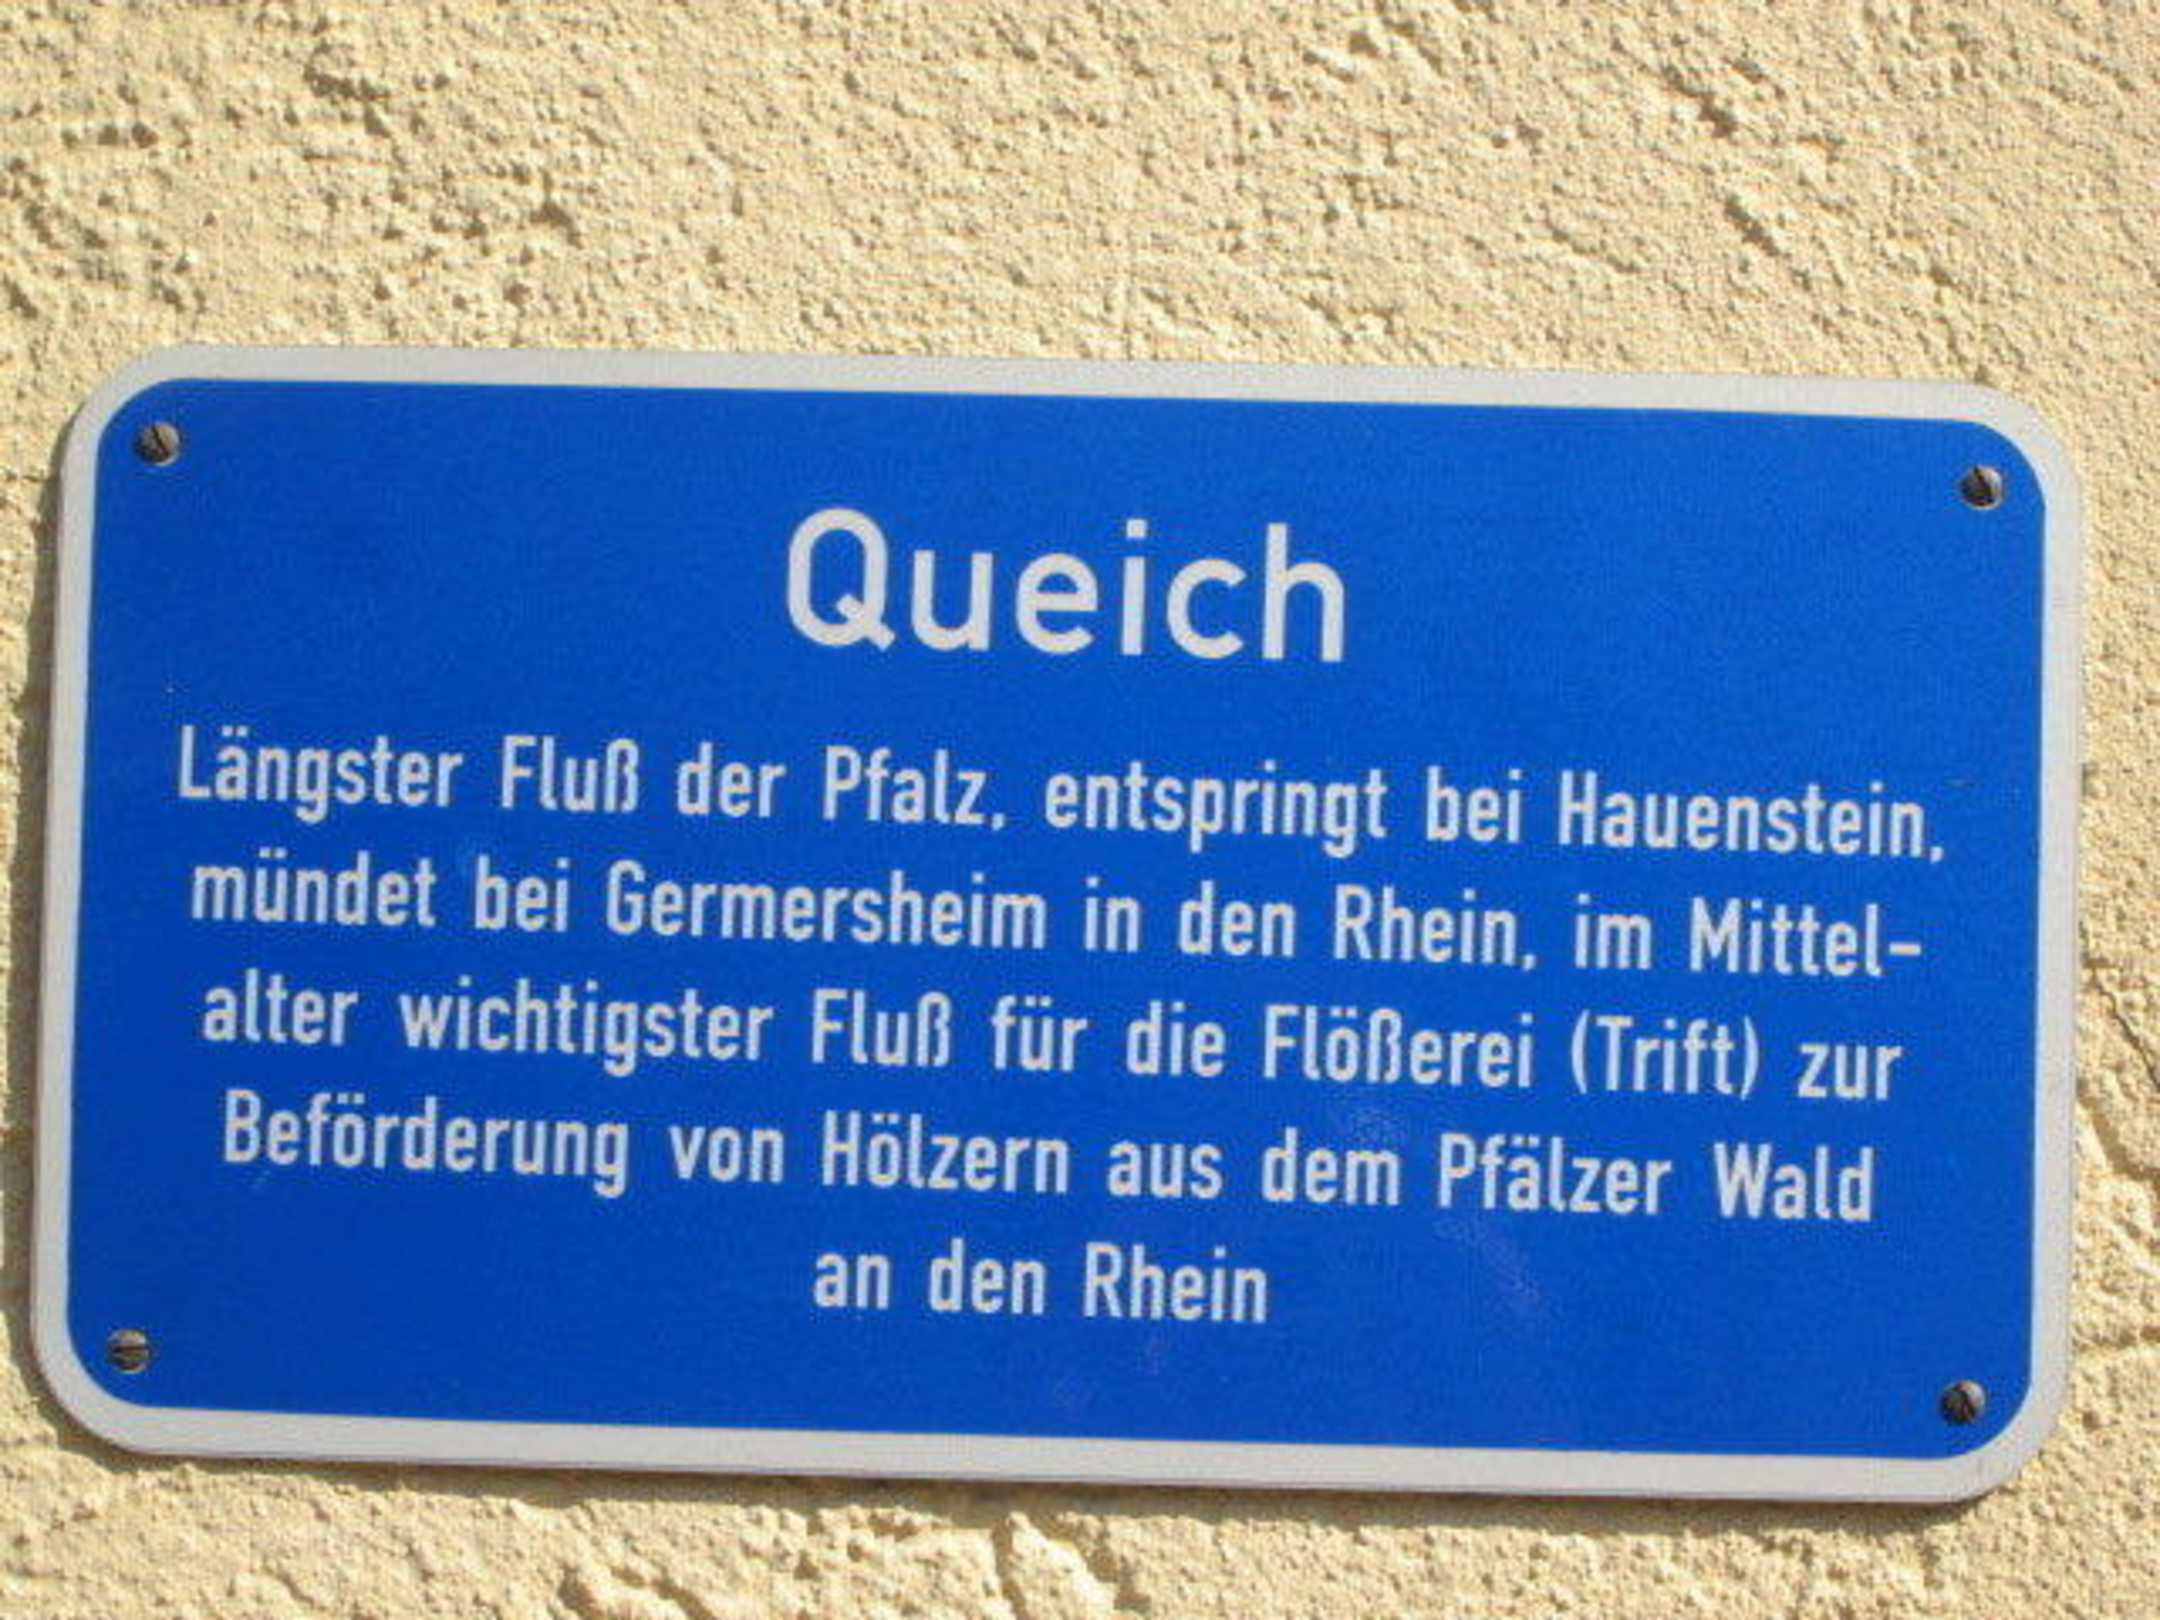 Queich
Längster Fluß der Pfalz, entspringt bei Hauenstein,
mündet bei Germersheim in den Rhein, im Mittel-
alter wichtigster Fluß für die Flößerei (Trift) zur
Beförderung von Hölzern aus dem Pfälzer Wald
an den Rhein